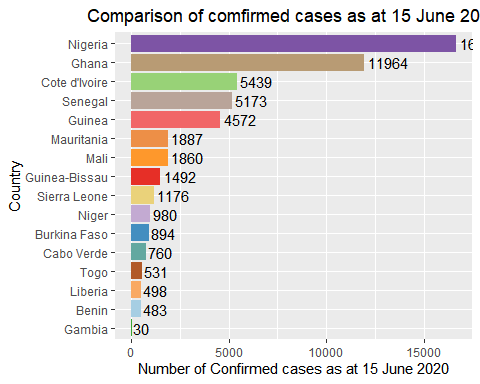 Comparison of comfirmed cases as at 15 June 20
Nigeria 16
Ghana 11964
Cote d'Ivoire 5439
Senegal 5173
Guinea 4572
Mauritania 1887
Mali 1860
Guinea-Bissau 1492
Sierra Leone 1176
Niger 980
Burkina Faso 894
Cabo Verde 760
Togo 531
Liberia 498
Benin 483
Gambia 30
Country
0 5000 10000 15000
Number of Confirmed cases as at 15 June 2020